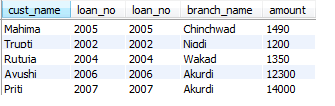 cust_name loan_no loan_no branch_name amount
Mahima 2005 2005 Chinchwad 1490
Trupti 2002 2002 Nigdi 1200
Rutuja 2004 2004 Wakad 1350
Ayushi 2006 2006 Akurdi 12300
Priti 2007 2007 Akurdi 14000